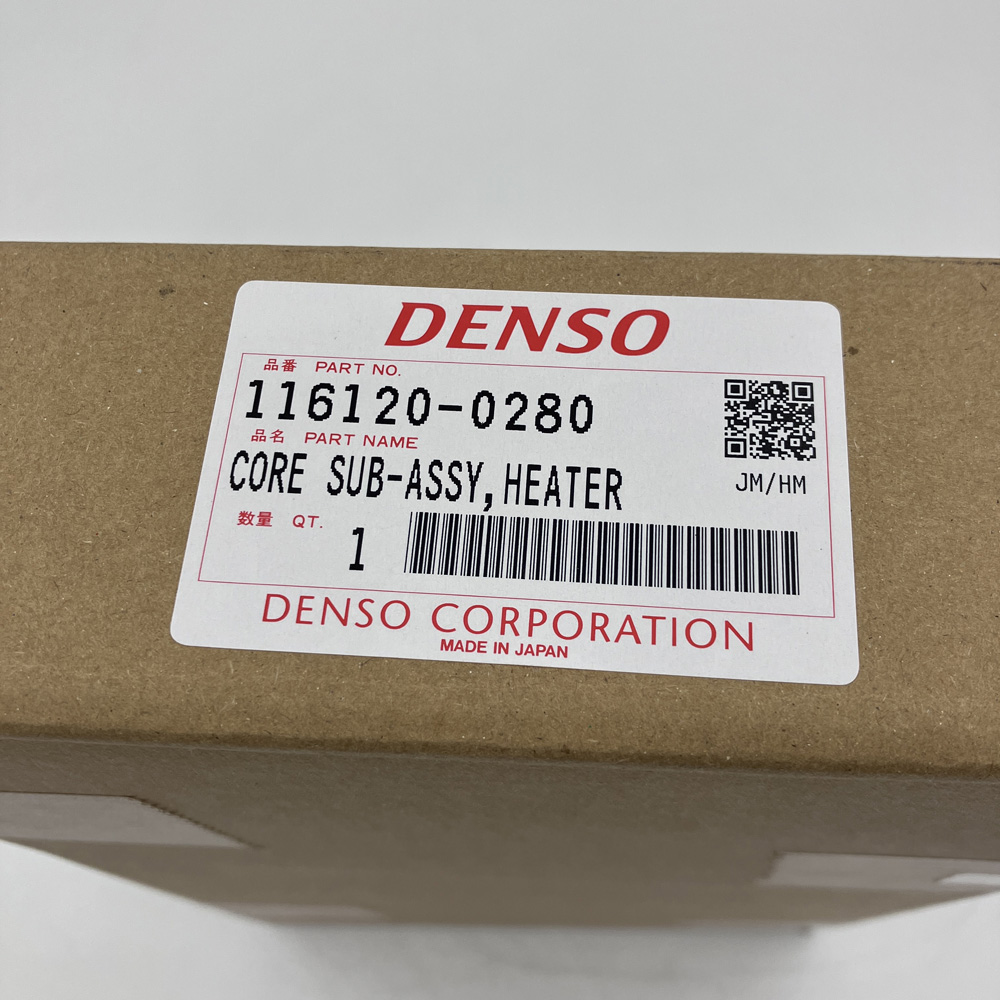 DENSO
品番 PART NO.
116120-0280
品名 PART NAME
CORE SUB-ASSY,HEATER
JM/HM
数量 QT.
1
DENSO CORPORATION
MADE IN JAPAN